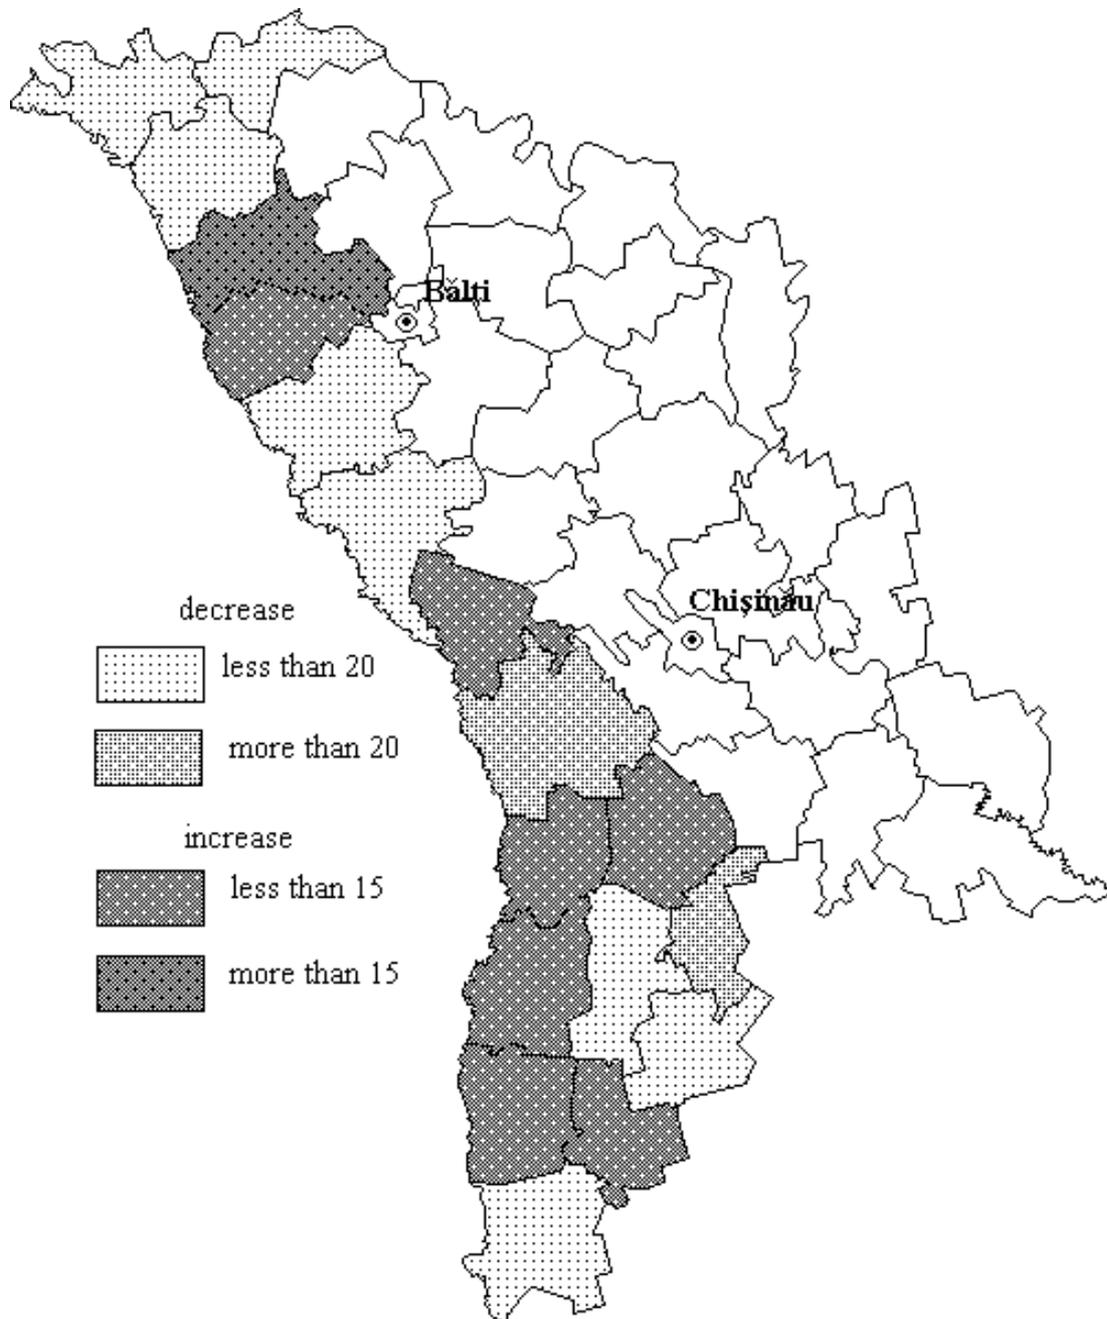 Bălți
Chișinău
decrease
less than 20
more than 20
increase
less than 15
more than 15